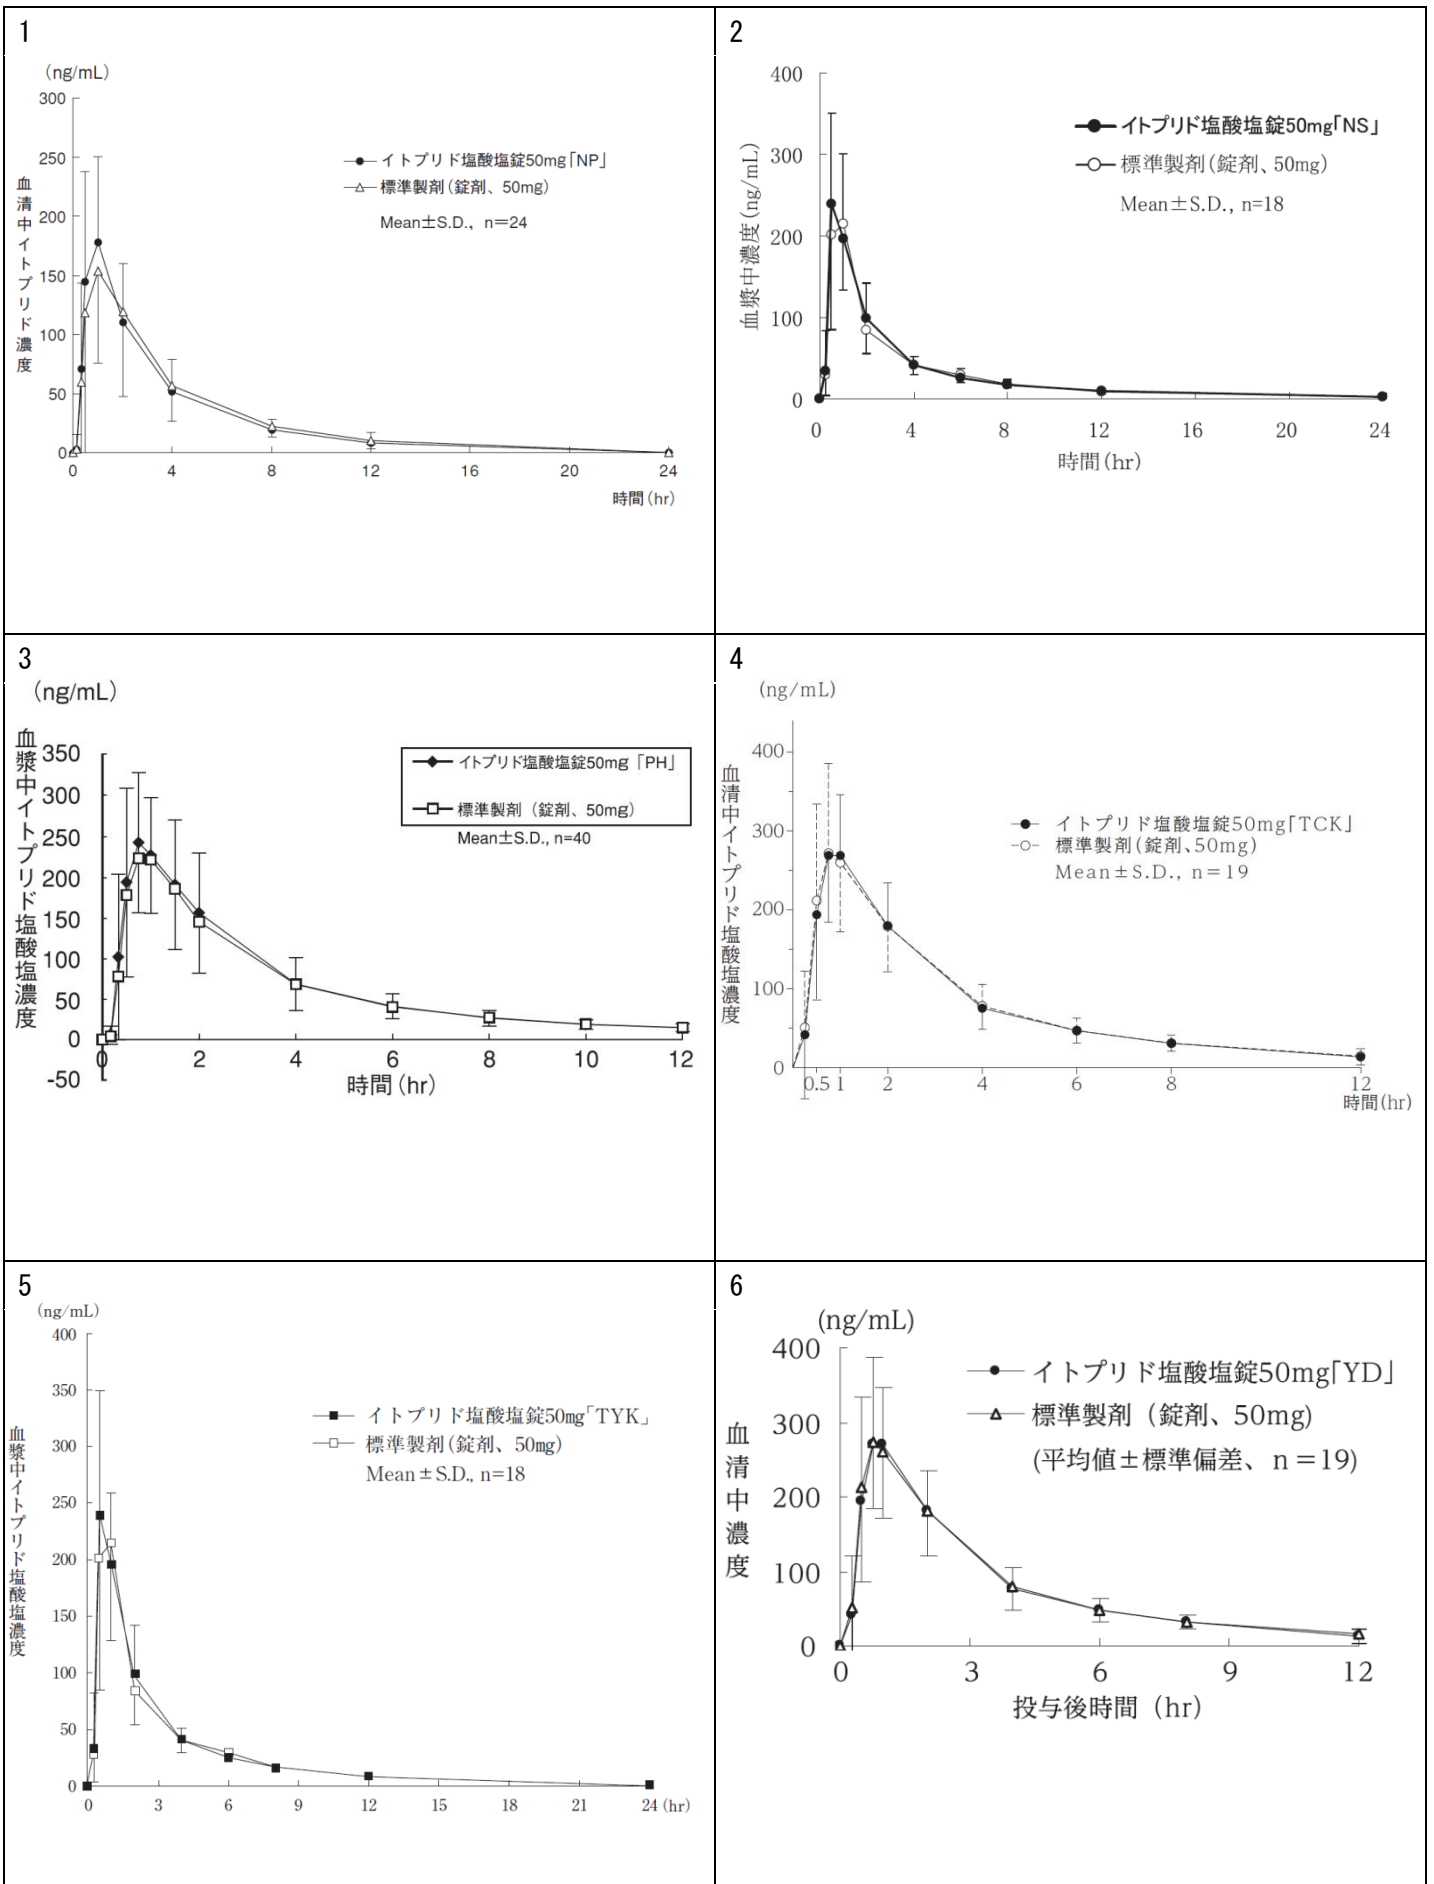 1
(ng/mL)
300
250
200
150
100
50
0
血清中イトプリド濃度
0 4 8 12 16 20 24
時間(hr)
イトプリド塩酸塩錠50mg「NP」
標準製剤(錠剤、50mg)
Mean±S.D., n=24
2
400
300
200
100
0
血漿中濃度(ng/mL)
0 4 8 12 16 20 24
時間(hr)
イトプリド塩酸塩錠50mg「NS」
標準製剤(錠剤、50mg)
Mean±S.D., n=18
3
(ng/mL)
血漿中イトプリド塩酸塩濃度
350
300
250
200
150
100
50
0
-50
0 2 4 6 8 10 12
時間(hr)
イトプリド塩酸塩錠50mg「PH」
標準製剤(錠剤、50mg)
Mean±S.D., n=40
4
(ng/mL)
血清中イトプリド塩酸塩濃度
400
300
200
100
0
0.5 1 2 4 6 8 12
時間(hr)
イトプリド塩酸塩錠50mg「TCK」
標準製剤(錠剤、50mg)
Mean±S.D., n=19
5
(ng/mL)
血漿中イトプリド塩酸塩濃度
400
350
300
250
200
150
100
50
0
0 3 6 9 12 15 18 21 24 (hr)
イトプリド塩酸塩錠50mg「TYK」
標準製剤(錠剤、50mg)
Mean±S.D., n=18
6
(ng/mL)
血清中濃度
400
300
200
100
0
0 3 6 9 12
投与後時間(hr)
イトプリド塩酸塩錠50mg「YD」
標準製剤(錠剤、50mg)
(平均値±標準偏差、n=19)